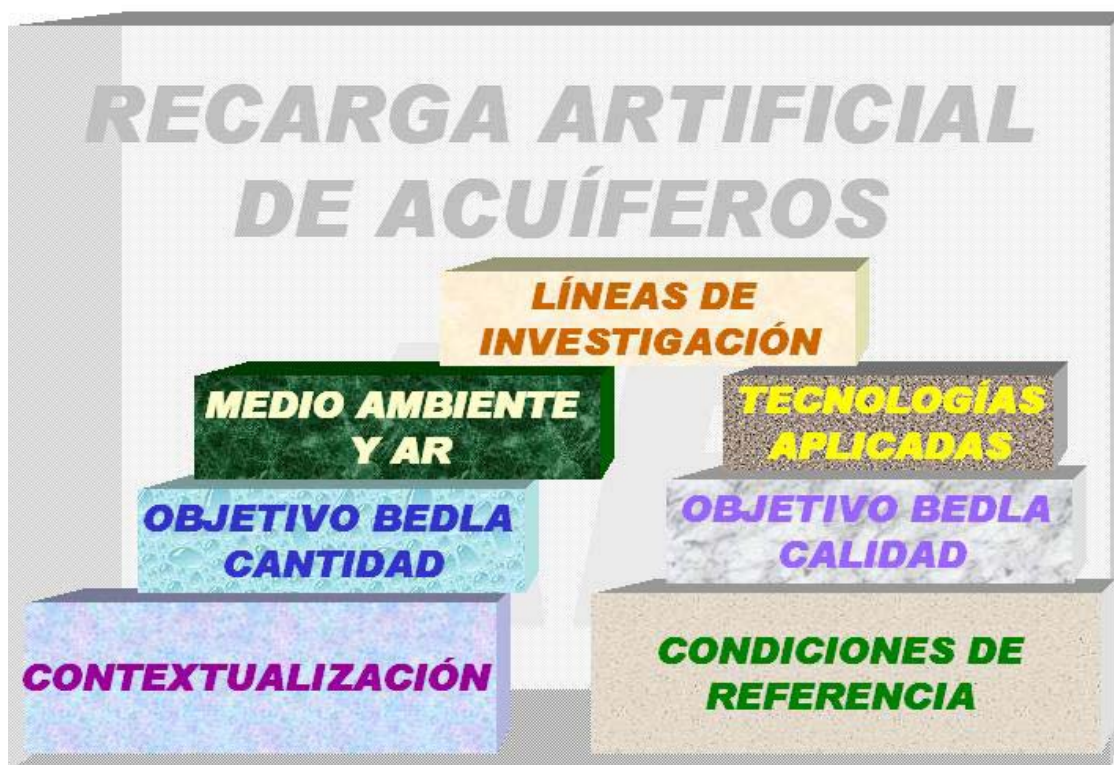 RECARGA ARTIFICIAL
DE ACUÍFEROS
LÍNEAS DE
INVESTIGACIÓN
MEDIO AMBIENTE
Y AR
TECNOLOGÍAS
APLICADAS
OBJETIVO BEDLA
CANTIDAD
OBJETIVO BEDLA
CALIDAD
CONTEXTUALIZACIÓN
CONDICIONES DE
REFERENCIA